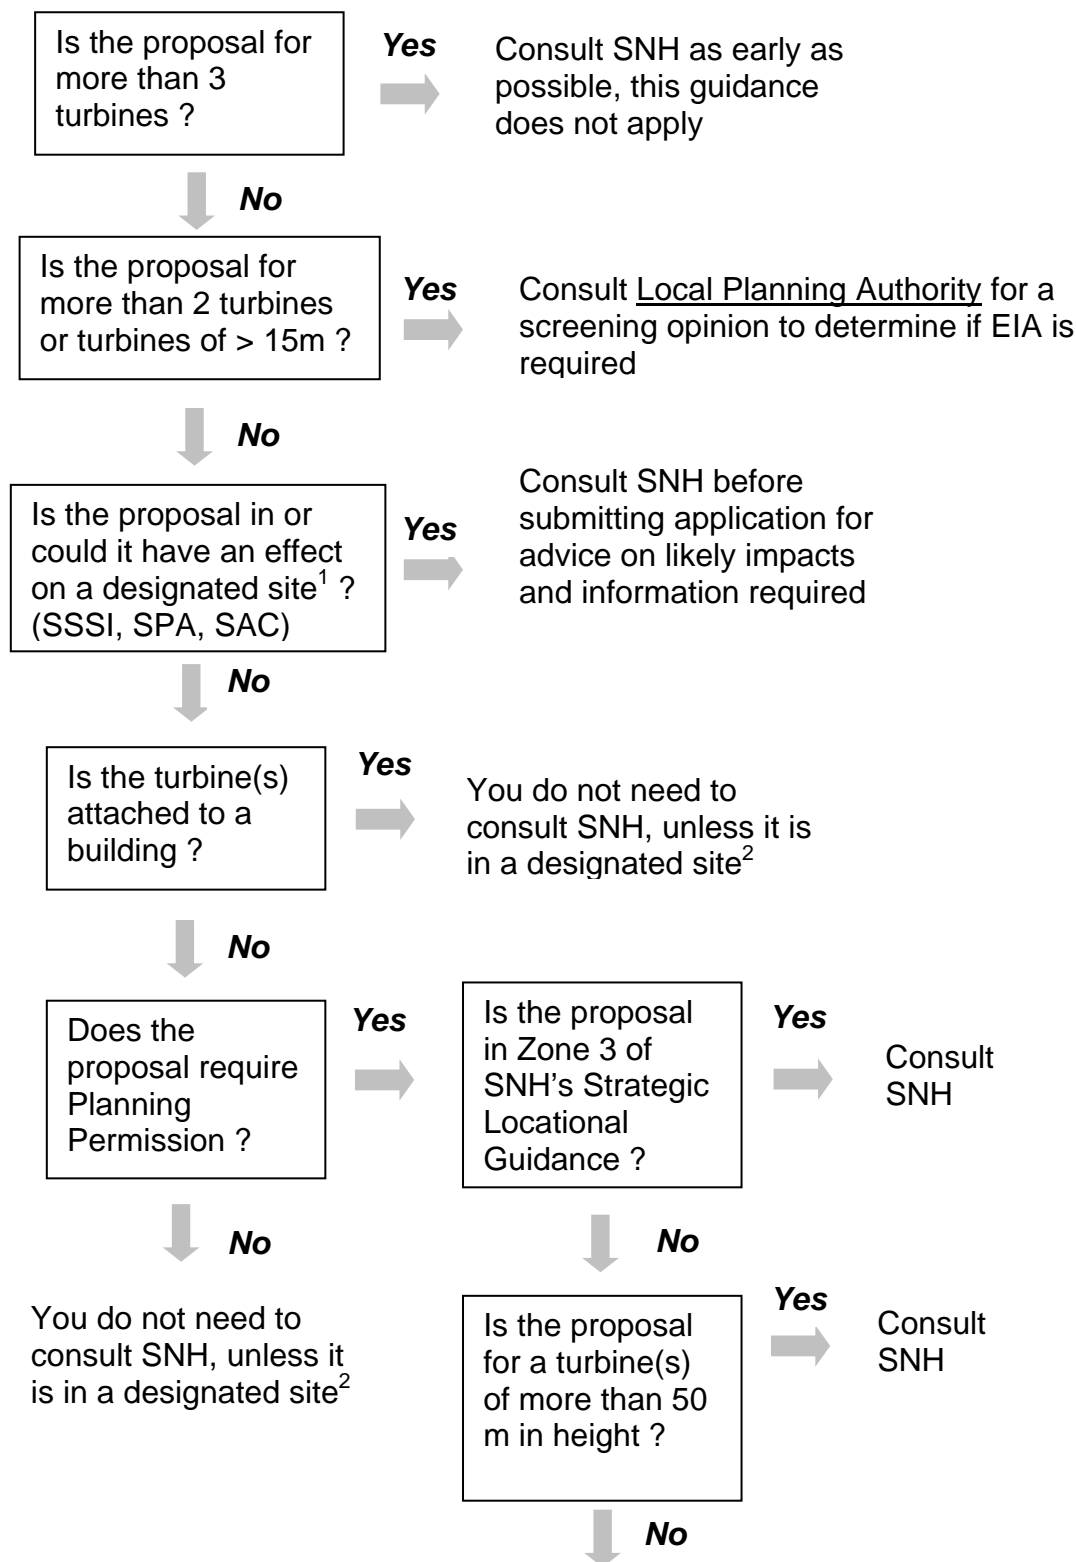 Is the proposal for
more than 3
turbines ?
Yes
Consult SNH as early as
possible, this guidance
does not apply
No
Is the proposal for
more than 2 turbines
or turbines of > 15m ?
Yes
Consult Local Planning Authority for a
screening opinion to determine if EIA is
required
No
Is the proposal in or
could it have an effect
on a designated site1 ?
(SSSI, SPA, SAC)
Yes
Consult SNH before
submitting application for
advice on likely impacts
and information required
No
Is the turbine(s)
attached to a
building ?
Yes
You do not need to
consult SNH, unless it is
in a designated site2
No
Does the
proposal require
Planning
Permission ?
Yes
Is the proposal
in Zone 3 of
SNH's Strategic
Locational
Guidance ?
Yes
Consult
SNH
No
You do not need to
consult SNH, unless it
is in a designated site2
No
Is the proposal
for a turbine(s)
of more than 50
m in height ?
Yes
Consult
SNH
No